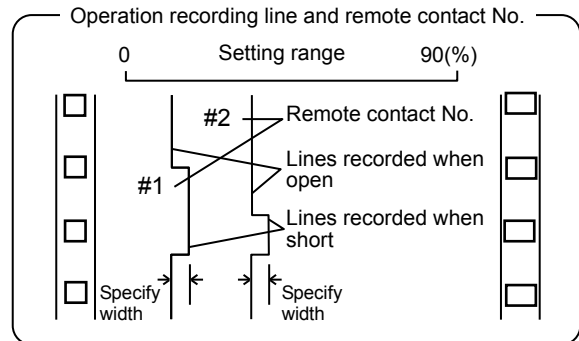 Operation recording line and remote contact No.
0 Setting range 90(%)
#2 Remote contact No.
Lines recorded when
open
#1
Lines recorded when
short
Specify
width
Specify
width